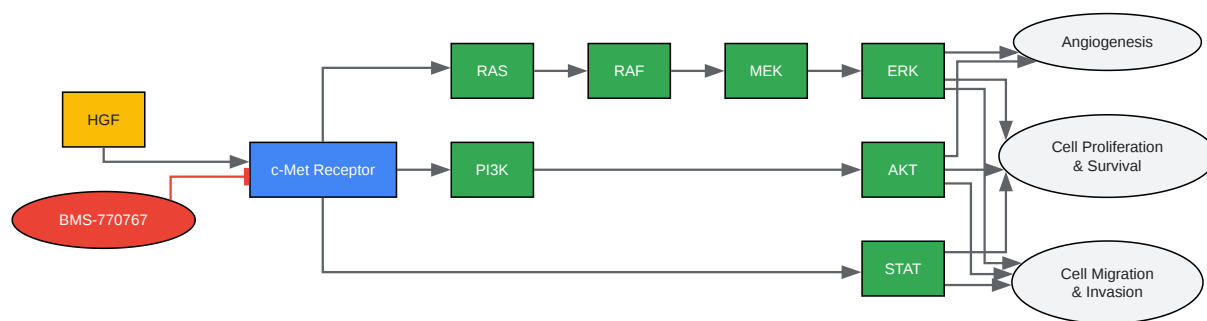 Angiogenesis
RAS
RAF
MEK
ERK
HGF
Cell Proliferation
& Survival
c-Met Receptor
PI3K
AKT
BMS-770767
STAT
Cell Migration
& Invasion